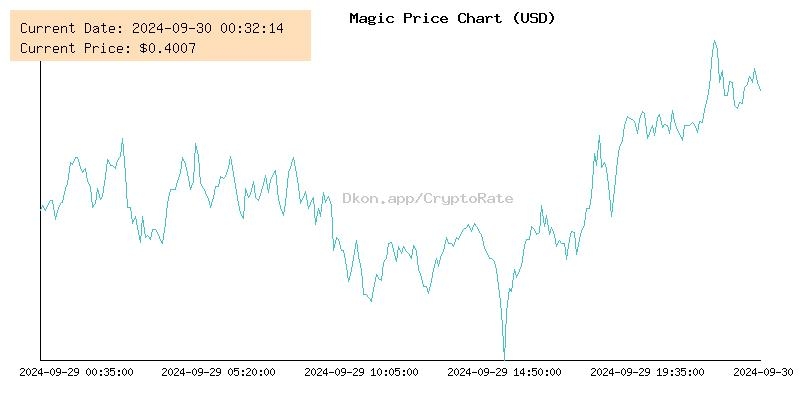 Magic Price Chart (USD)
Current Date: 2024-09-30 00:32:14
Current Price: $0.4007
Dkon.app/CryptoRate
2024-09-29 00:35:00 2024-09-29 05:20:00 2024-09-29 10:05:00 2024-09-29 14:50:00 2024-09-29 19:35:00 2024-09-30